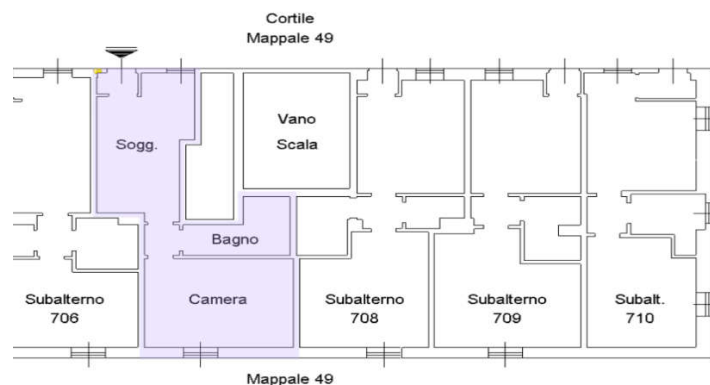 Cortile
Mappale 49
Vano
Scala
Sogg.
Bagno
Subalterno
706
Camera
Subalterno
708
Subalterno
709
Subalt.
710
Mappale 49